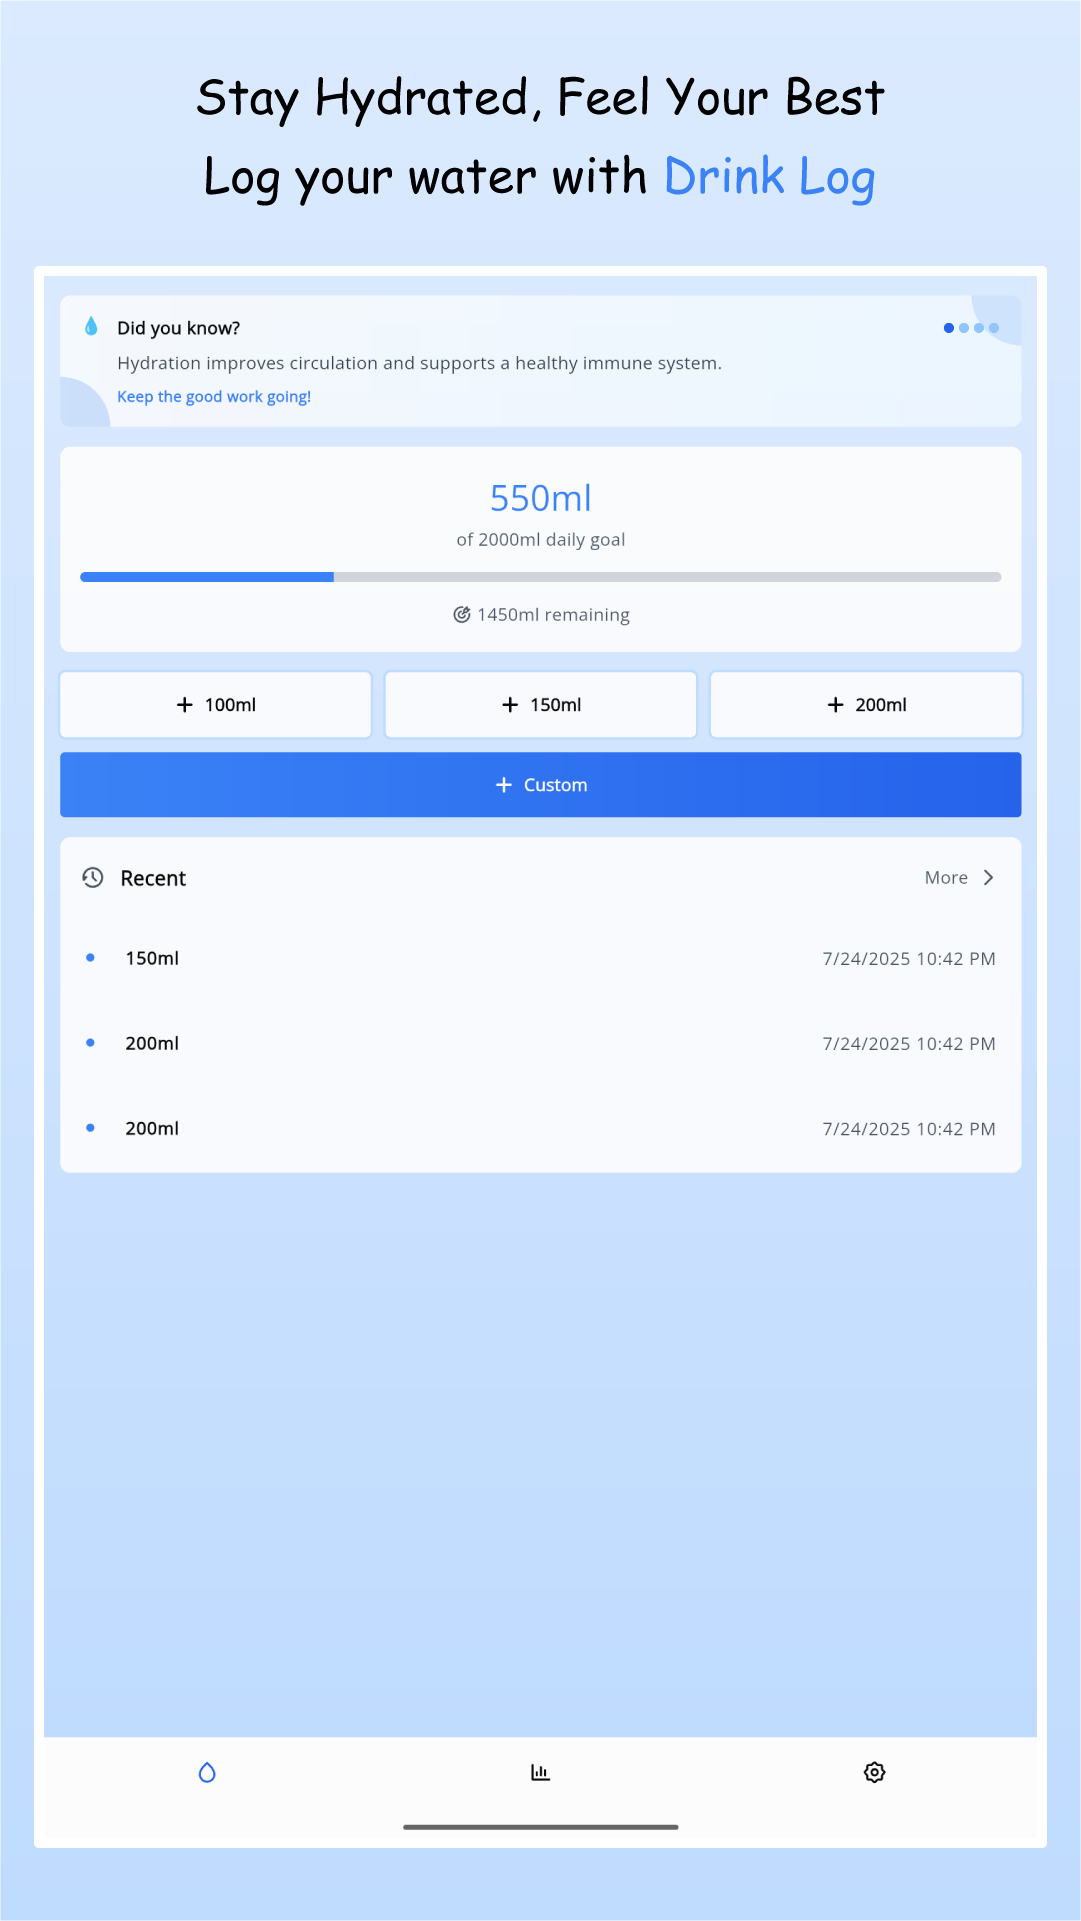 Stay Hydrated, Feel Your Best
Log your water with Drink Log
Did you know?
Hydration improves circulation and supports a healthy immune system.
Keep the good work going!
550ml
of 2000ml daily goal
1450ml remaining
+ 100ml
+ 150ml
+ 200ml
+ Custom
Recent More
150ml 7/24/2025 10:42 PM
200ml 7/24/2025 10:42 PM
200ml 7/24/2025 10:42 PM